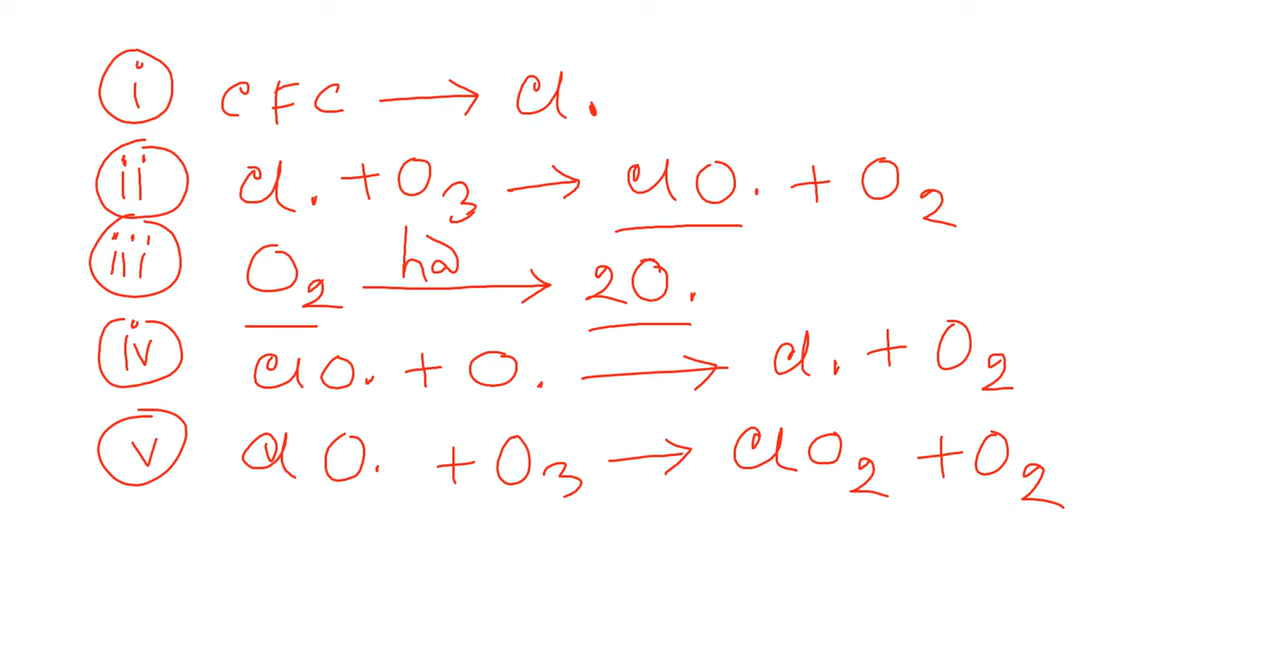 i CFC → Cl.
ii Cl. + O3 → ClO. + O2
iii O2 hν → 2O.
iv ClO. + O. → Cl. + O2
v ClO. + O3 → ClO2 + O2